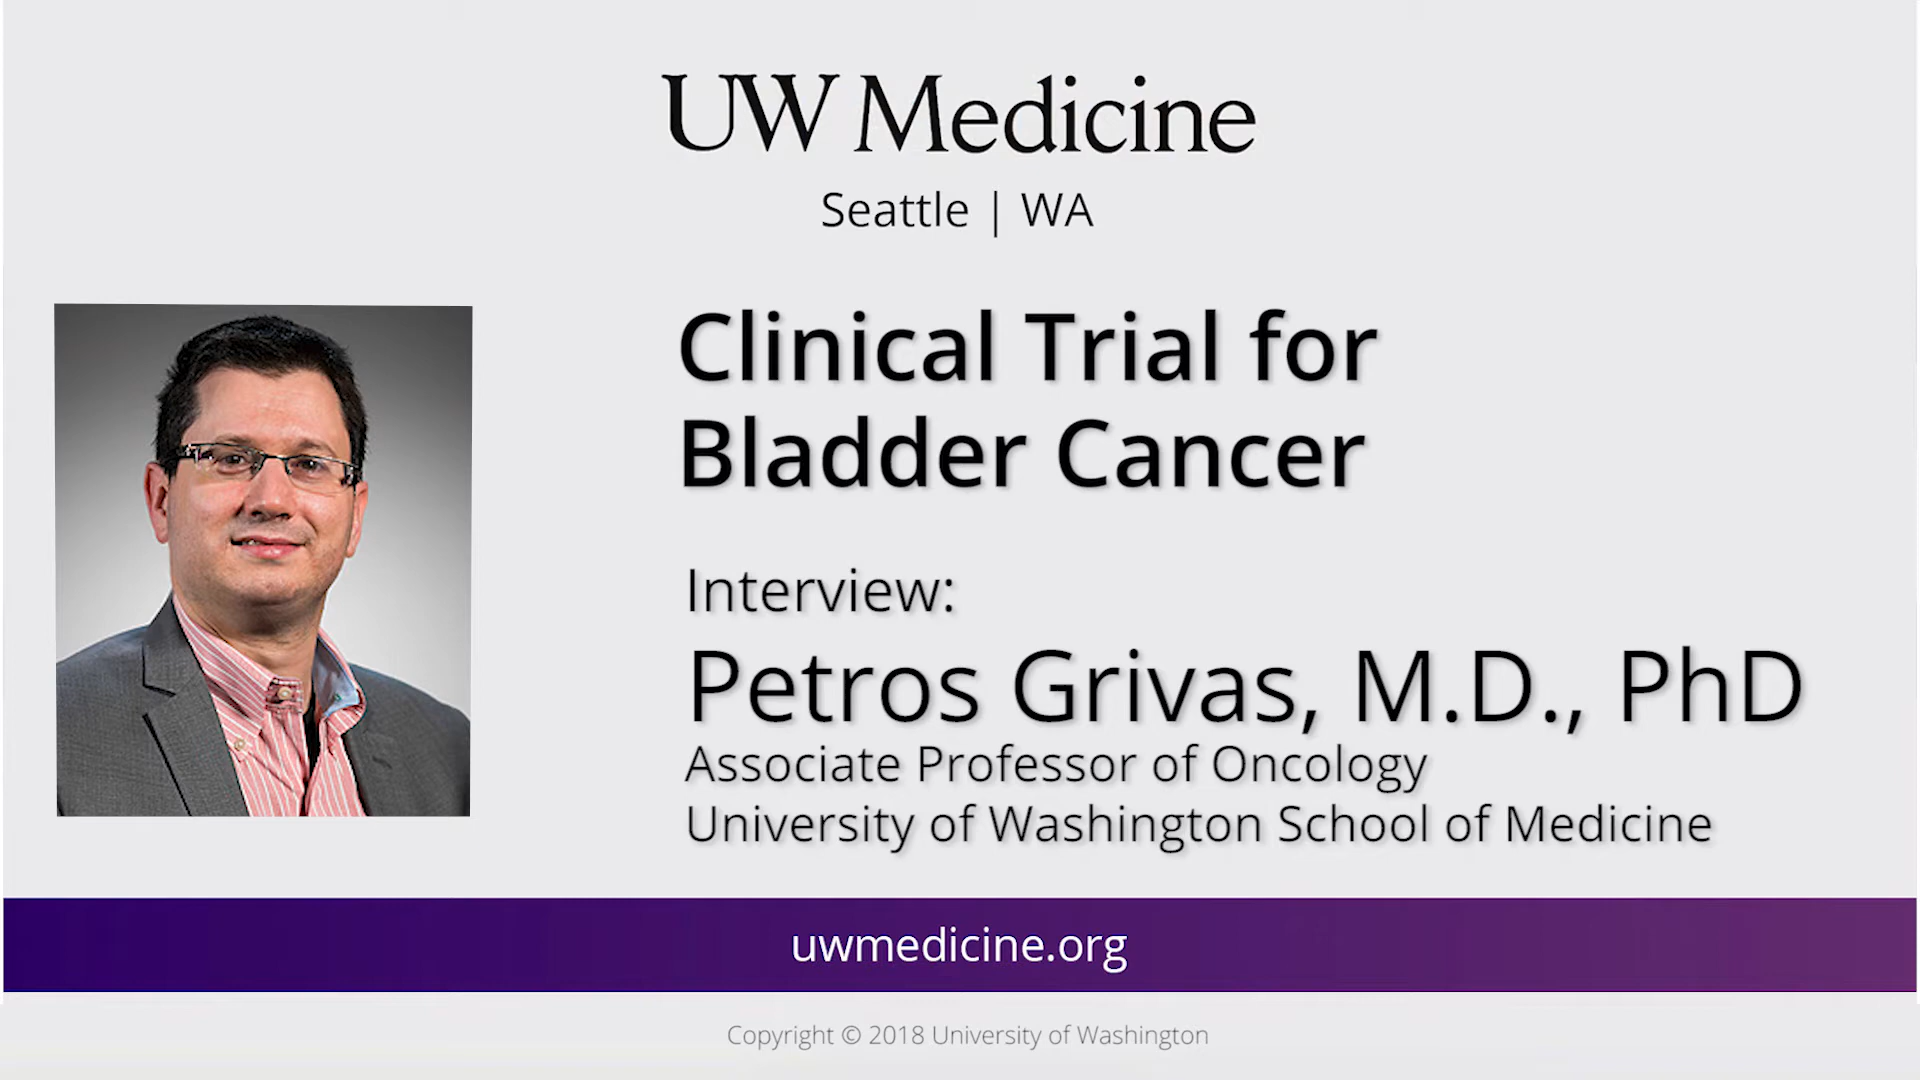 UW Medicine
Seattle | WA
Clinical Trial for
Bladder Cancer
Interview:
Petros Grivas, M.D., PhD
Associate Professor of Oncology
University of Washington School of Medicine
uwmedicine.org
Copyright © 2018 University of Washington